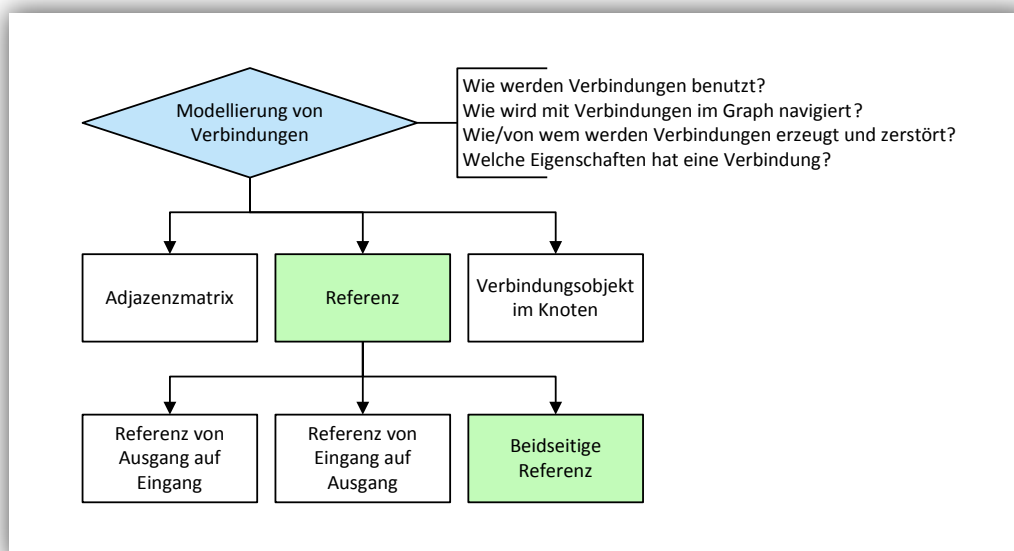 Modellierung von
Verbindungen
Wie werden Verbindungen benutzt?
Wie wird mit Verbindungen im Graph navigiert?
Wie/von wem werden Verbindungen erzeugt und zerstört?
Welche Eigenschaften hat eine Verbindung?
Adjazenzmatrix
Referenz
Verbindungsobjekt
im Knoten
Referenz von
Ausgang auf
Eingang
Referenz von
Eingang auf
Ausgang
Beidseitige
Referenz